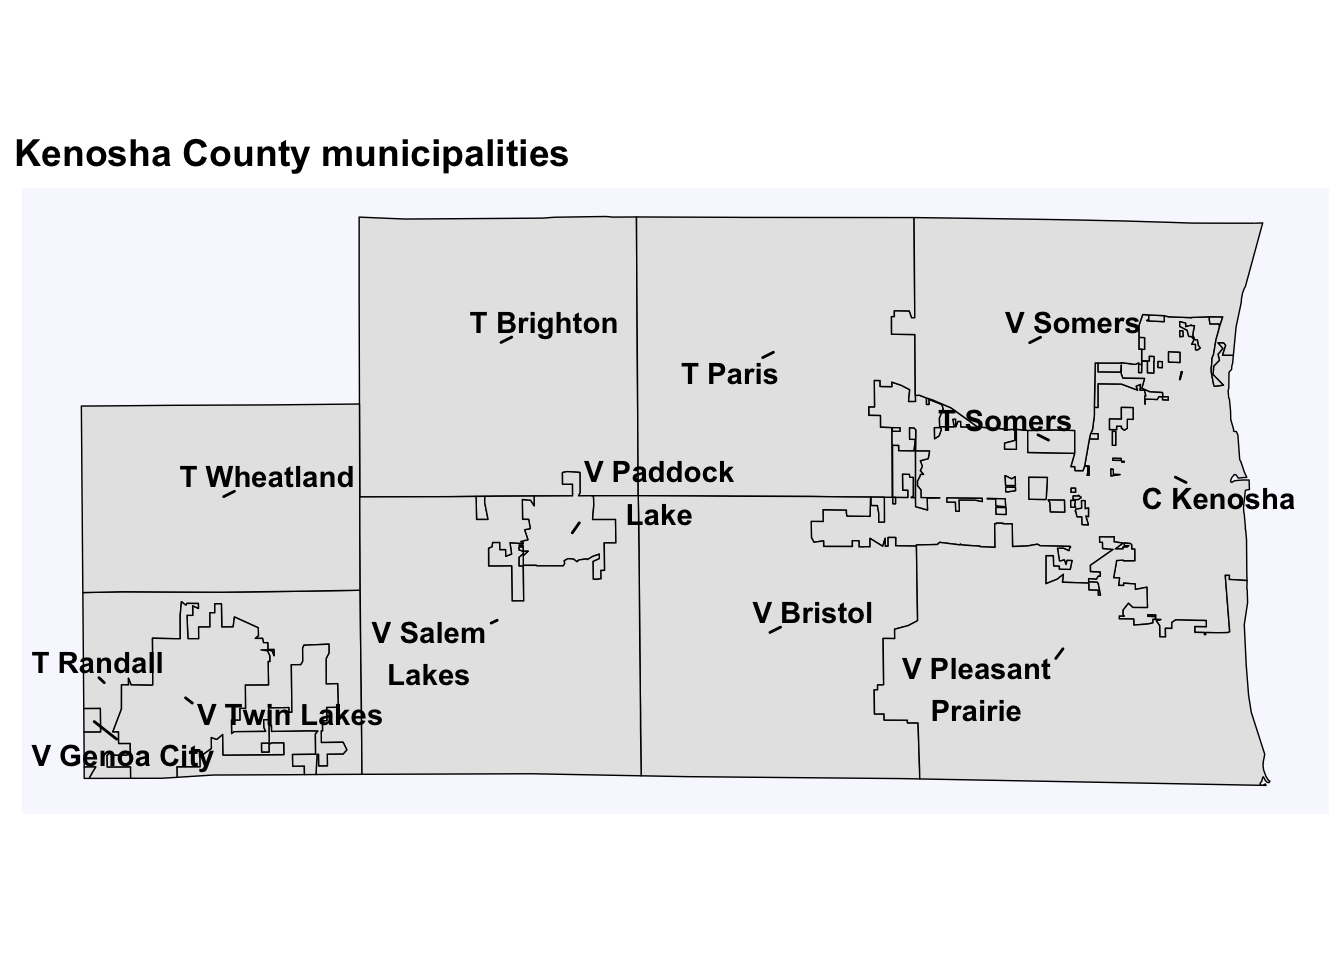 Kenosha County municipalities
T Brighton
V Somers
T Paris
T Somers
T Wheatland
V Paddock
Lake
C Kenosha
V Bristol
V Salem
Lakes
T Randall
V Pleasant
Prairie
V Twin Lakes
V Genoa City